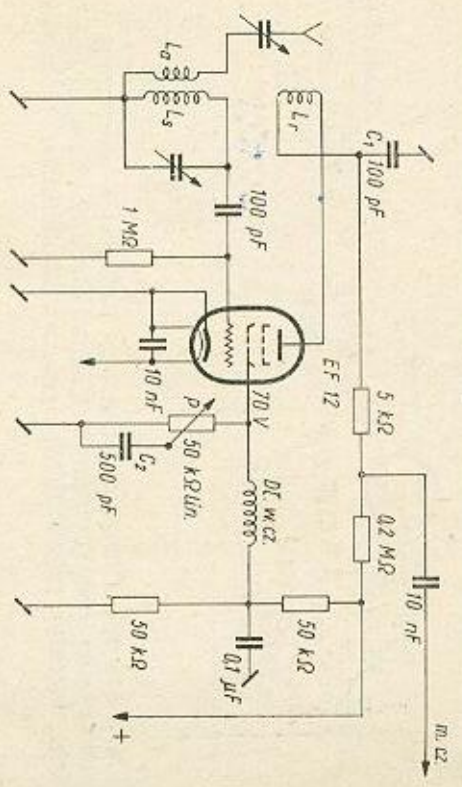 La
Ls
Lr
C1 100 pF
100 pF
1 MΩ
10 nF
EF 12
70 V
P
50 kΩ lin.
C2
500 pF
Dł. w.cz.
5 kΩ
0,2 MΩ
10 nF
m. cz.
50 kΩ
50 kΩ
0,1 μF
+